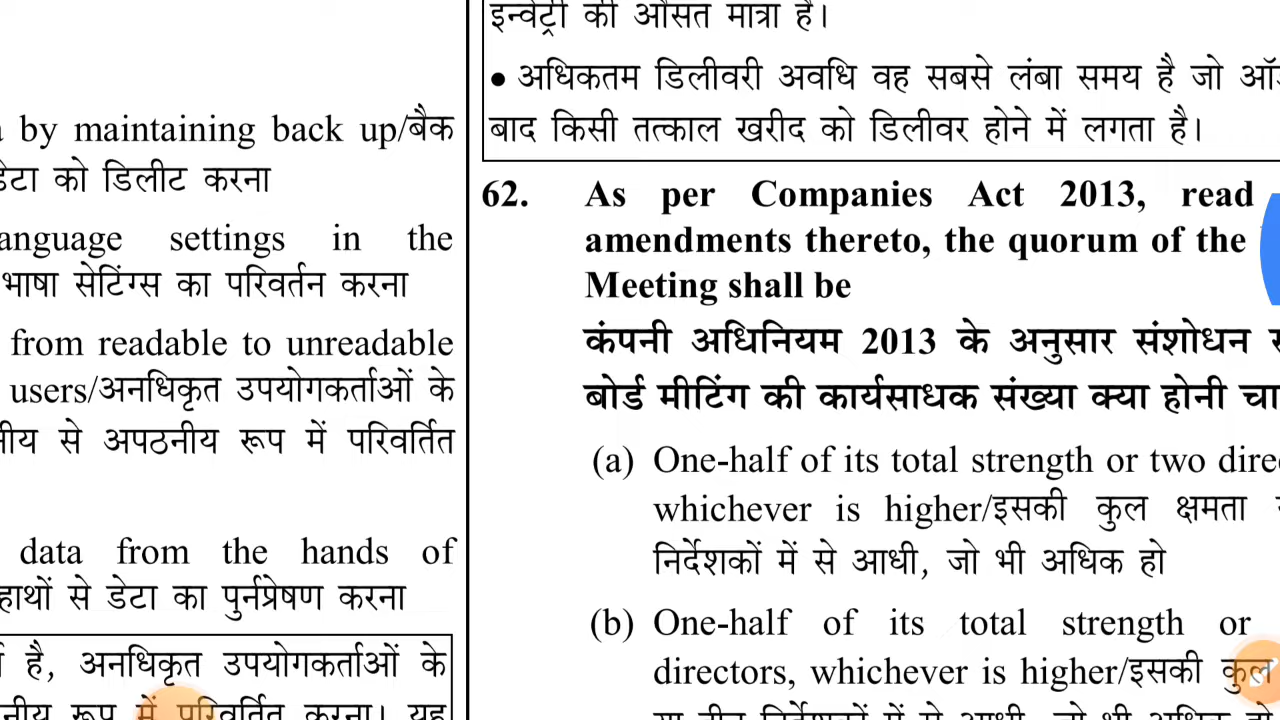 by maintaining back up/बैक
डेटा को डिलीट करना
anguage settings in the
भाषा सेटिंग्स का परिवर्तन करना
from readable to unreadable
users/अनधिकृत उपयोगकर्ताओं के
से अपठनीय रूप में परिवर्तित
data from the hands of
हाथों से डेटा का पुर्नप्रेषण करना
है, अनधिकृत उपयोगकर्ताओं के
रूप में परिवर्तित करना। यह
इन्वेंट्री की औसत मात्रा है।
• अधिकतम डिलीवरी अवधि वह सबसे लंबा समय है जो
बाद किसी तत्काल खरीद को डिलीवर होने में लगता है।
62. As per Companies Act 2013, read
amendments thereto, the quorum of the
Meeting shall be
कंपनी अधिनियम 2013 के अनुसार संशोधन
बोर्ड मीटिंग की कार्यसाधक संख्या क्या होनी
(a) One-half of its total strength or two
whichever is higher/इसकी कुल क्षमता
निर्देशकों में से आधी, जो भी अधिक हो
(b) One-half of its total strength or
directors, whichever is higher/इसकी कुल